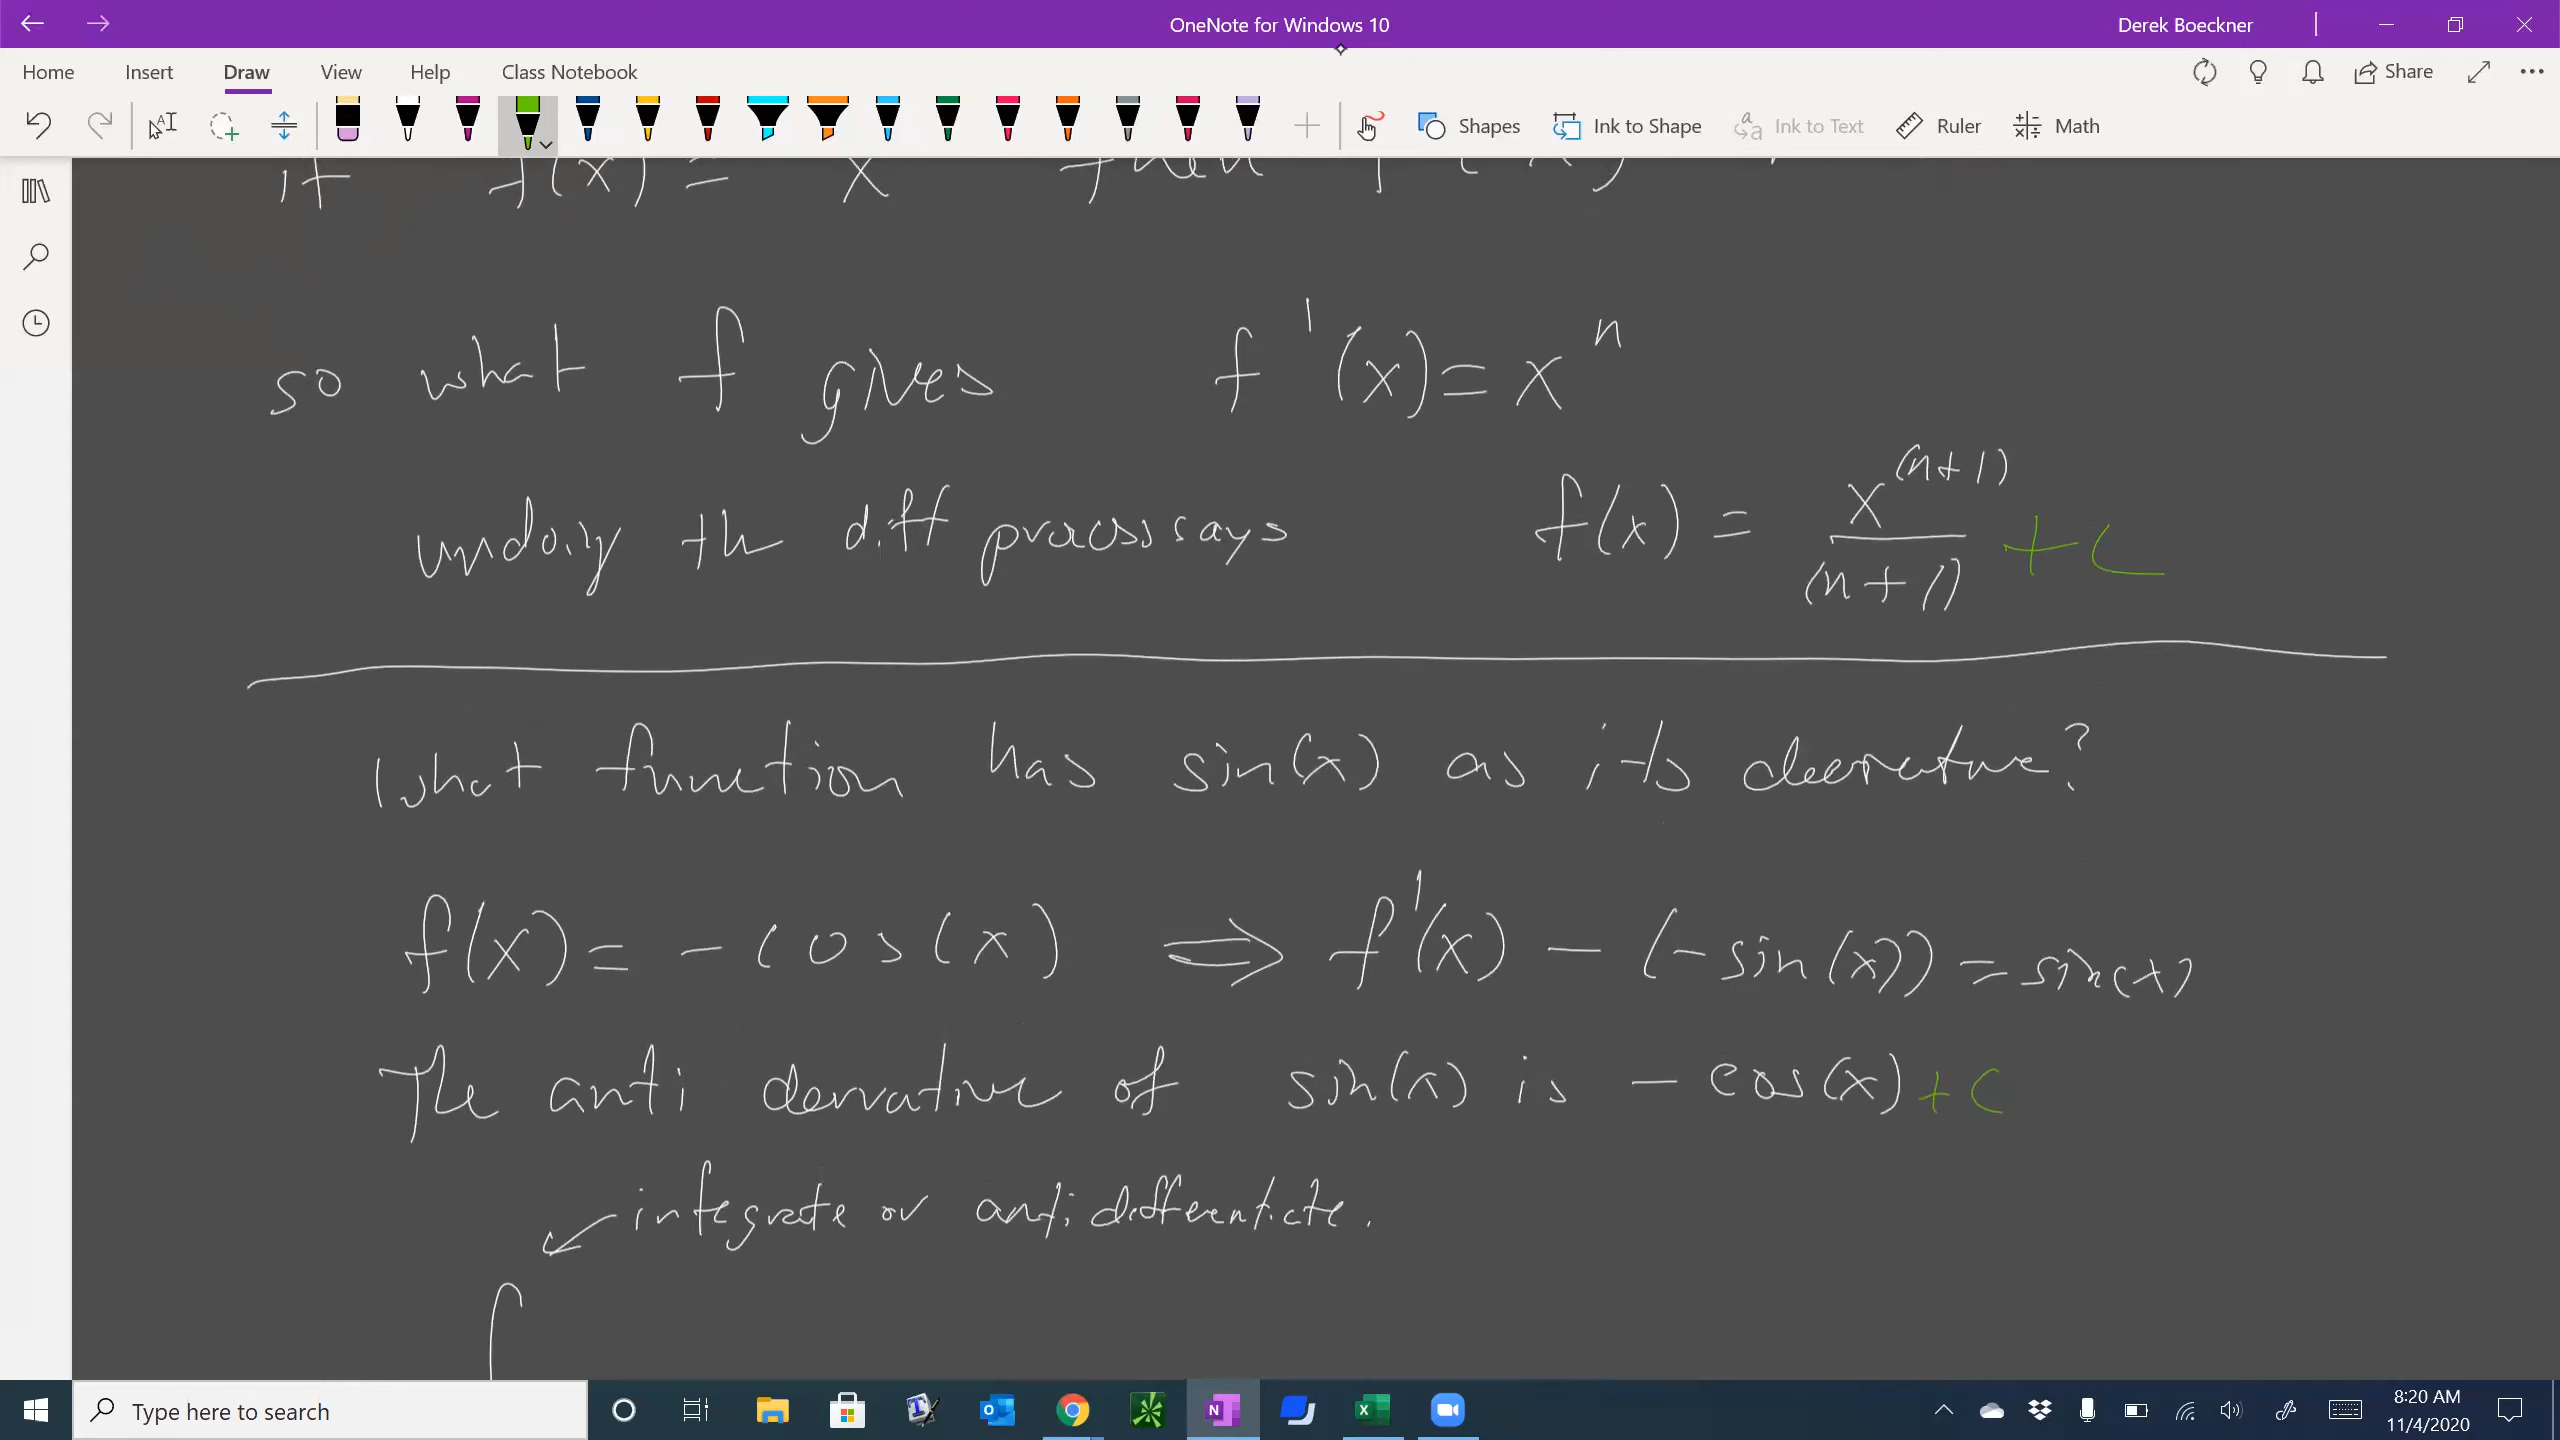 OneNote for Windows 10
Derek Boeckner
Home Insert Draw View Help Class Notebook
Share
Shapes Ink to Shape Ink to Text Ruler Math
if f(x) = x then
so what f gives f'(x) = x^n
undoing the diff process says f(x) = x^(n+1)/(n+1) + C
What function has sin(x) as its derivative?
f(x) = -cos(x) ⇒ f'(x) - (-sin(x)) = sin(x)
The anti derivative of sin(x) is - cos(x) + C
integrate or antidifferentiate.
∫
Type here to search
8:20 AM
11/4/2020